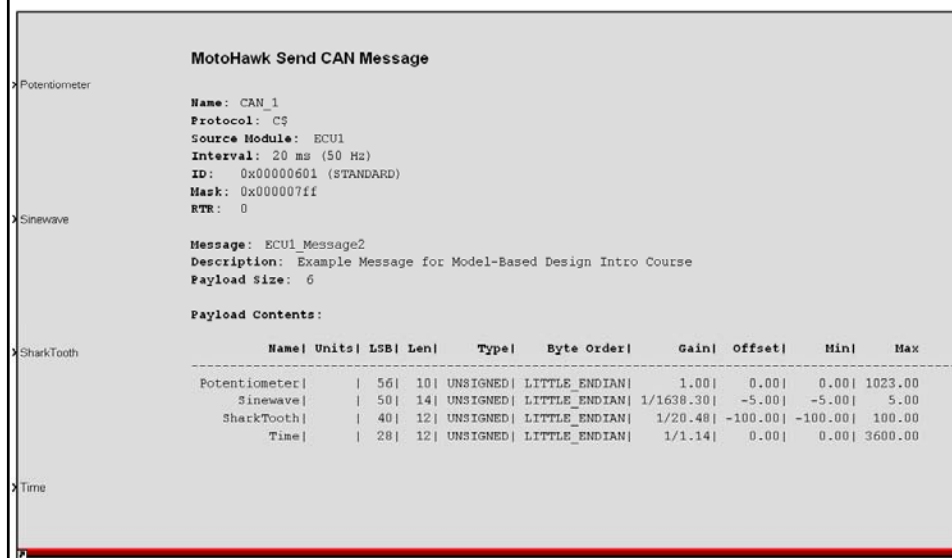 MotoHawk Send CAN Message
Potentiometer
Name: CAN_1
Protocol: C$
Source Module: ECU1
Interval: 20 ms (50 Hz)
ID: 0x00000601 (STANDARD)
Mask: 0x000007ff
RTR: 0
Sinewave
Message: ECU1_Message2
Description: Example Message for Model-Based Design Intro Course
Payload Size: 6
Payload Contents:
SharkTooth
Name| Units| LSB| Len| Type| Byte Order| Gain| Offset| Min| Max
Potentiometer| | 56| 10| UNSIGNED| LITTLE_ENDIAN| 1.00| 0.00| 0.00| 1023.00
Sinewave| | 50| 14| UNSIGNED| LITTLE_ENDIAN| 1/1638.30| -5.00| -5.00| 5.00
SharkTooth| | 40| 12| UNSIGNED| LITTLE_ENDIAN| 1/20.48| -100.00| -100.00| 100.00
Time| | 28| 12| UNSIGNED| LITTLE_ENDIAN| 1/1.14| 0.00| 0.00| 3600.00
Time